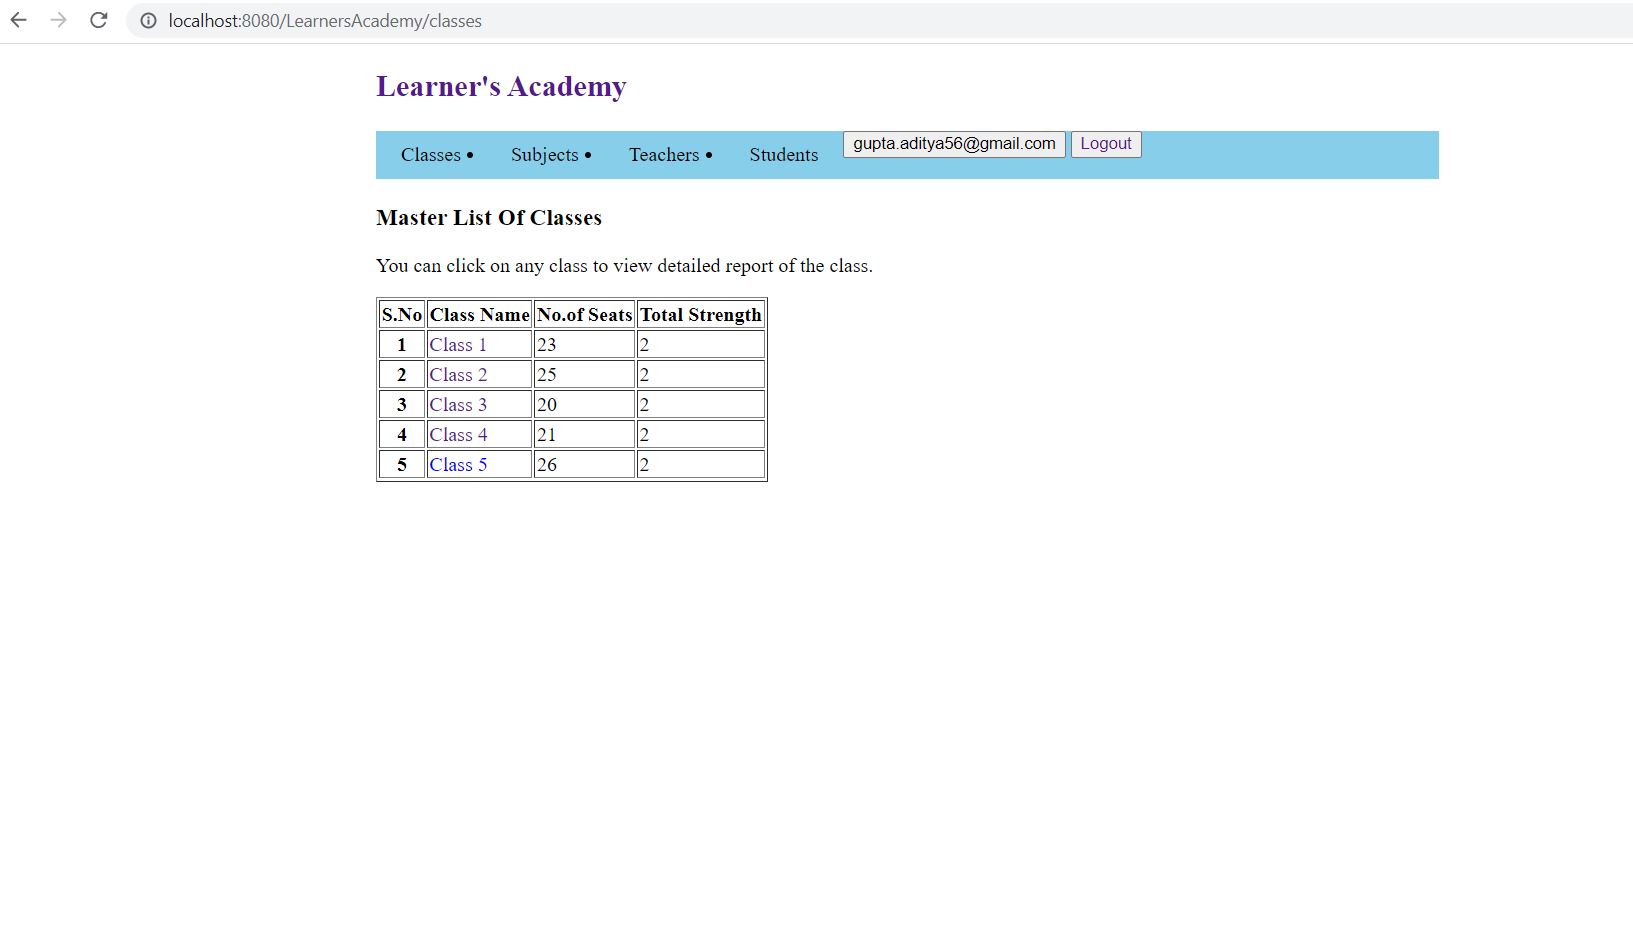 localhost:8080/LearnersAcademy/classes
Learner's Academy
Classes • Subjects • Teachers • Students gupta.aditya56@gmail.com Logout
Master List Of Classes
You can click on any class to view detailed report of the class.
S.No Class Name No.of Seats Total Strength
1 Class 1 23 2
2 Class 2 25 2
3 Class 3 20 2
4 Class 4 21 2
5 Class 5 26 2